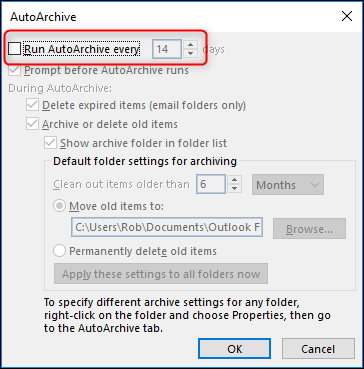 AutoArchive
Run AutoArchive every 14 days
Prompt before AutoArchive runs
During AutoArchive:
Delete expired items (email folders only)
Archive or delete old items
Show archive folder in folder list
Default folder settings for archiving
Clean out items older than 6 Months
Move old items to:
C:\Users\Rob\Documents\Outlook F Browse...
Permanently delete old items
Apply these settings to all folders now
To specify different archive settings for any folder,
right-click on the folder and choose Properties, then go
to the AutoArchive tab.
OK Cancel